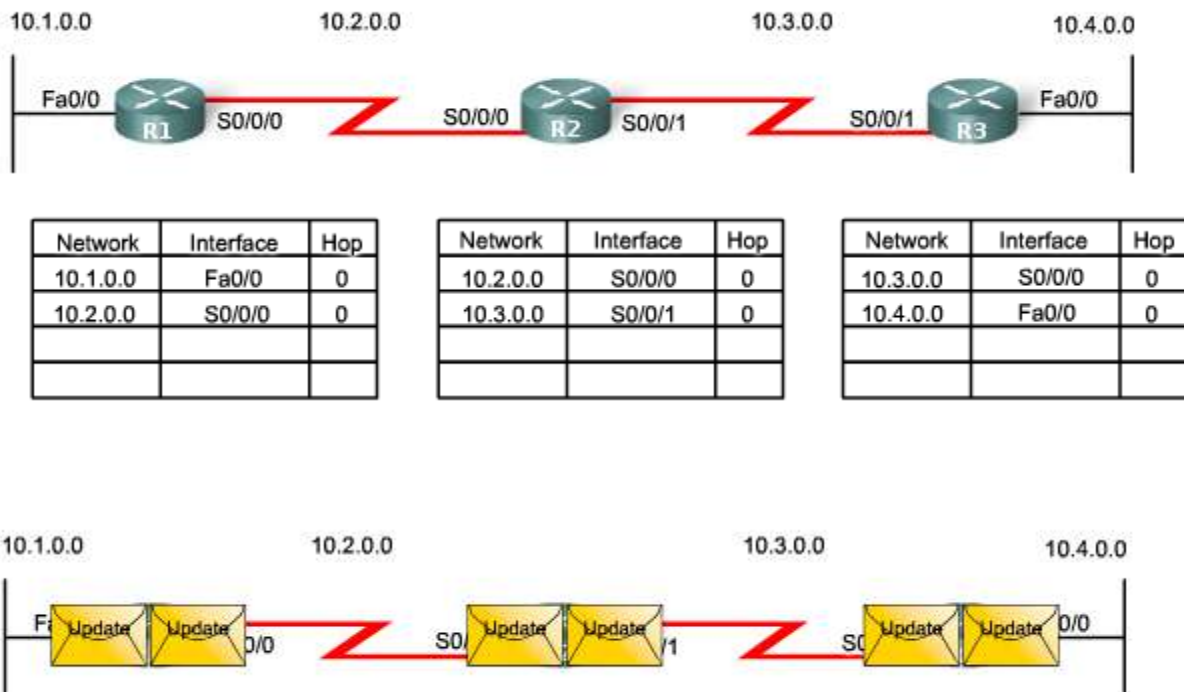 10.1.0.0 10.2.0.0 10.3.0.0 10.4.0.0
Fa0/0 R1 S0/0/0 S0/0/0 R2 S0/0/1 S0/0/1 R3 Fa0/0
Network Interface Hop Network Interface Hop Network Interface Hop
10.1.0.0 Fa0/0 0 10.2.0.0 S0/0/0 0 10.3.0.0 S0/0/0 0
10.2.0.0 S0/0/0 0 10.3.0.0 S0/0/1 0 10.4.0.0 Fa0/0 0
10.1.0.0 10.2.0.0 10.3.0.0 10.4.0.0
Update Update Update Update Update Update